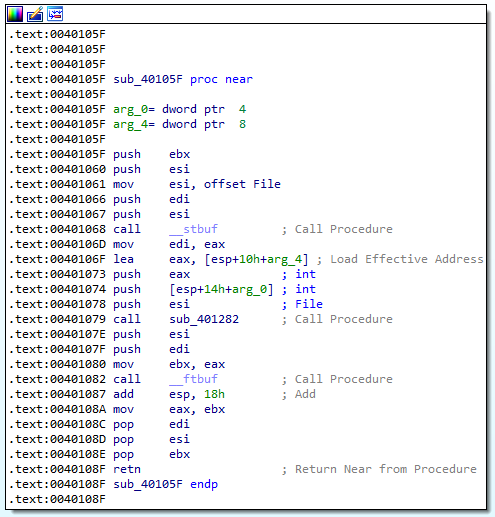 .text:0040105F
.text:0040105F
.text:0040105F
.text:0040105F sub_40105F proc near
.text:0040105F
.text:0040105F arg_0= dword ptr  4
.text:0040105F arg_4= dword ptr  8
.text:0040105F
.text:0040105F push    ebx
.text:00401060 push    esi
.text:00401061 mov     esi, offset File
.text:00401066 push    edi
.text:00401067 push    esi
.text:00401068 call    __stbuf         ; Call Procedure
.text:0040106D mov     edi, eax
.text:0040106F lea     eax, [esp+10h+arg_4] ; Load Effective Address
.text:00401073 push    eax             ; int
.text:00401074 push    [esp+14h+arg_0] ; int
.text:00401078 push    esi             ; File
.text:00401079 call    sub_401282      ; Call Procedure
.text:0040107E push    esi
.text:0040107F push    edi
.text:00401080 mov     ebx, eax
.text:00401082 call    __ftbuf         ; Call Procedure
.text:00401087 add     esp, 18h        ; Add
.text:0040108A mov     eax, ebx
.text:0040108C pop     edi
.text:0040108D pop     esi
.text:0040108E pop     ebx
.text:0040108F retn                    ; Return Near from Procedure
.text:0040108F sub_40105F endp
.text:0040108F